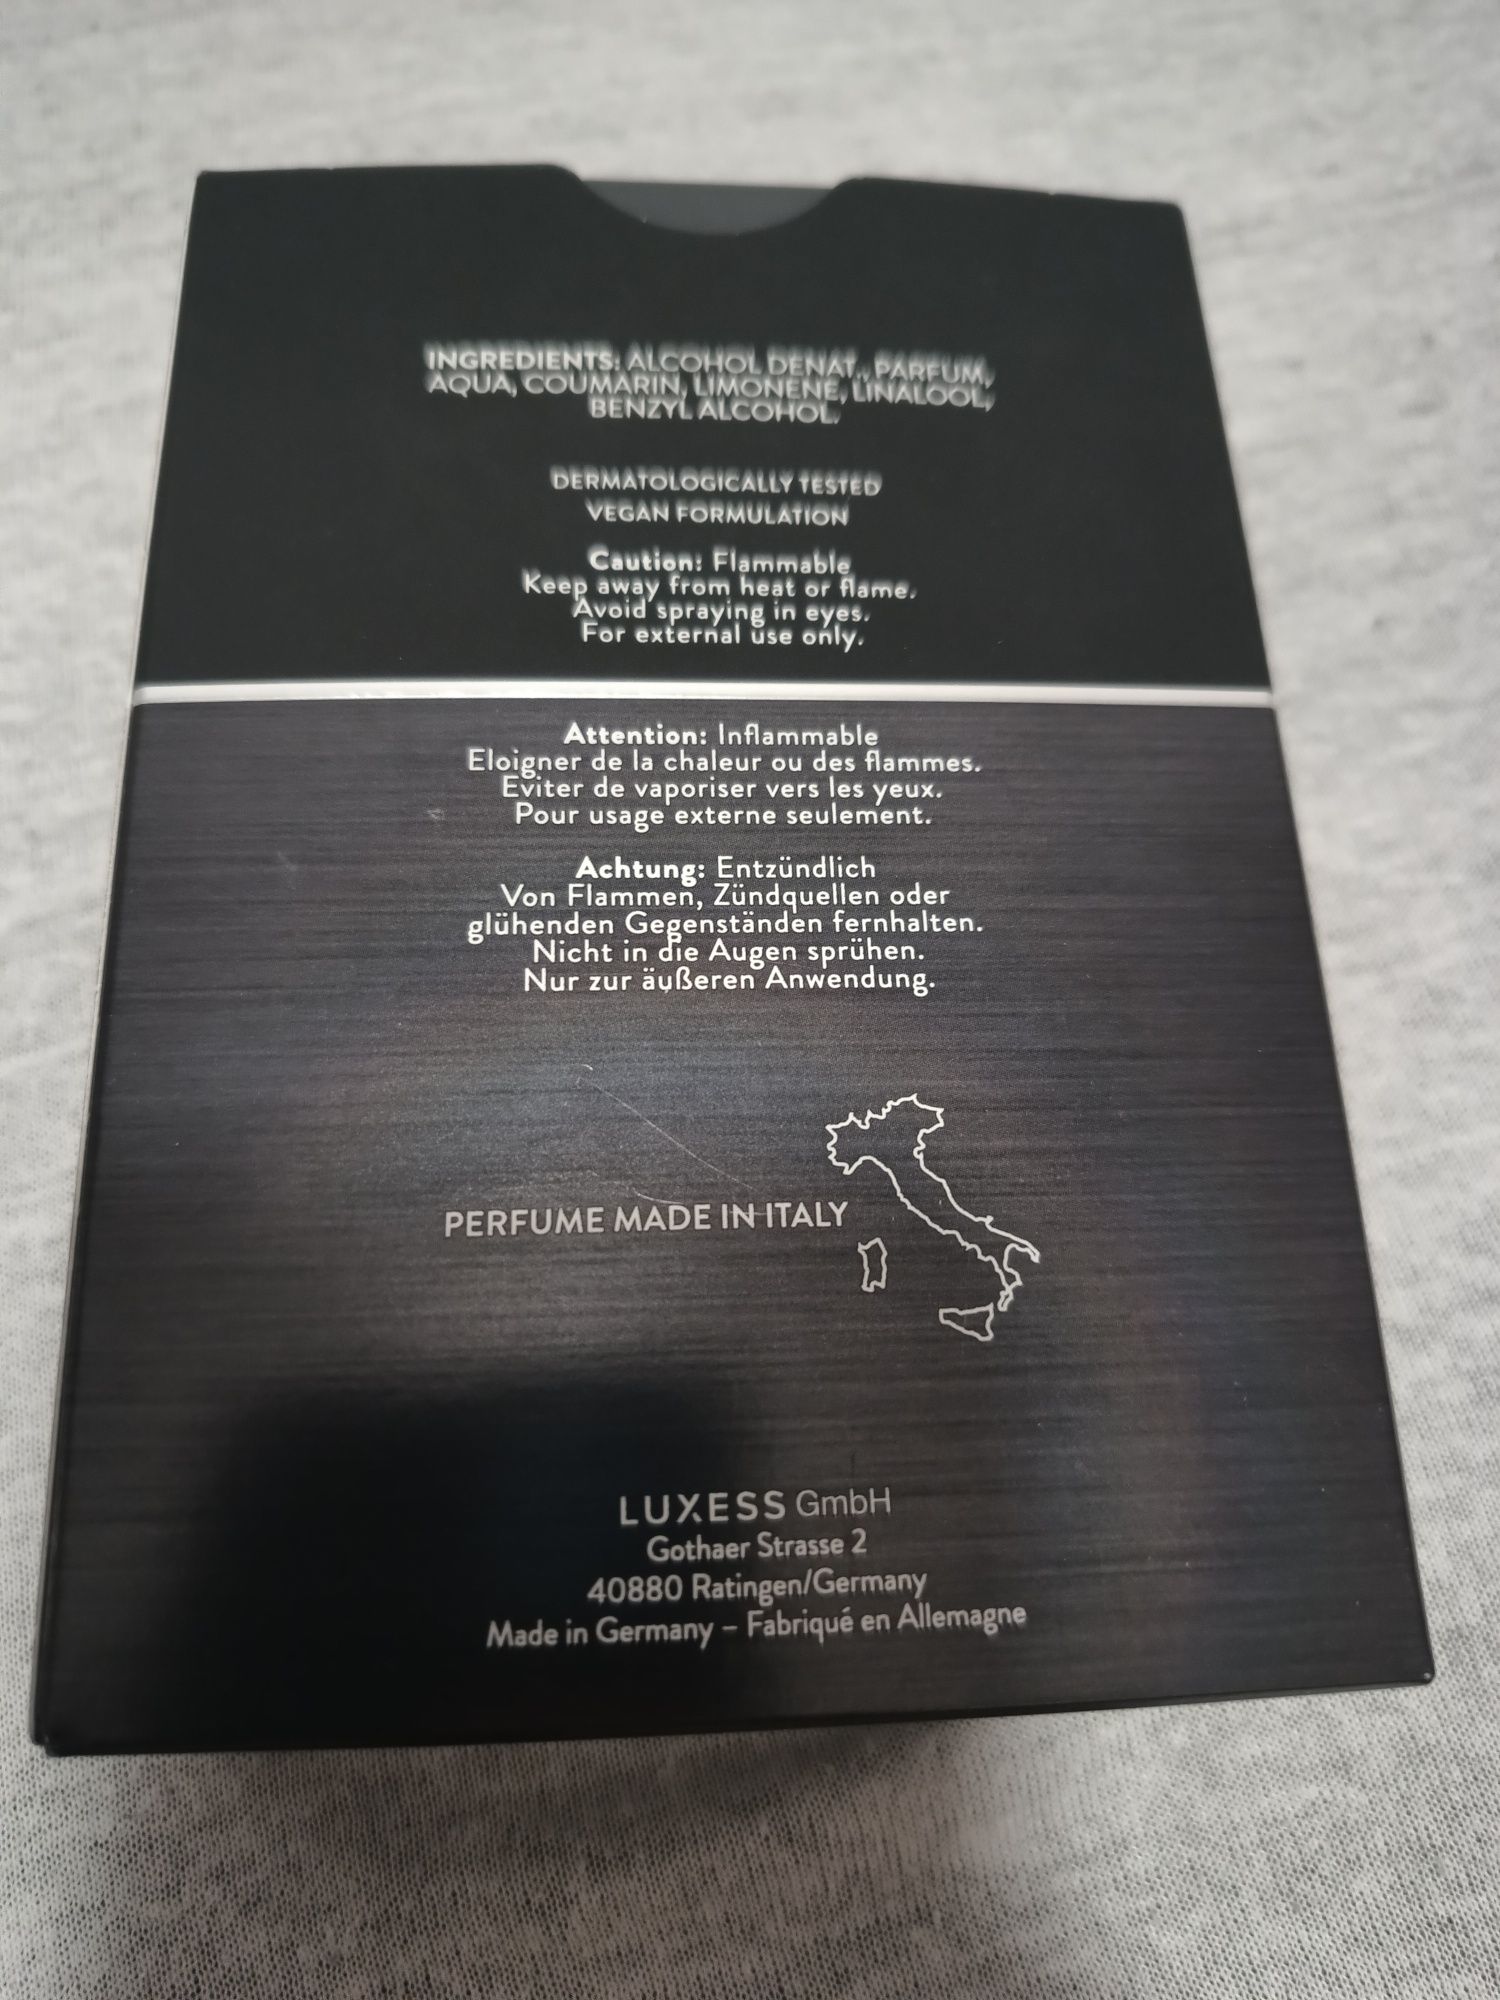 INGREDIENTS: ALCOHOL DENAT., PARFUM,
AQUA, COUMARIN, LIMONENE, LINALOOL,
BENZYL ALCOHOL.
DERMATOLOGICALLY TESTED
VEGAN FORMULATION
Caution: Flammable
Keep away from heat or flame.
Avoid spraying in eyes.
For external use only.
Attention: Inflammable
Eloigner de la chaleur ou des flammes.
Eviter de vaporiser vers les yeux.
Pour usage externe seulement.
Achtung: Entzündlich
Von Flammen, Zündquellen oder
glühenden Gegenständen fernhalten.
Nicht in die Augen sprühen.
Nur zur äußeren Anwendung.
PERFUME MADE IN ITALY
LUXESS GmbH
Gothaer Strasse 2
40880 Ratingen/Germany
Made in Germany – Fabriqué en Allemagne